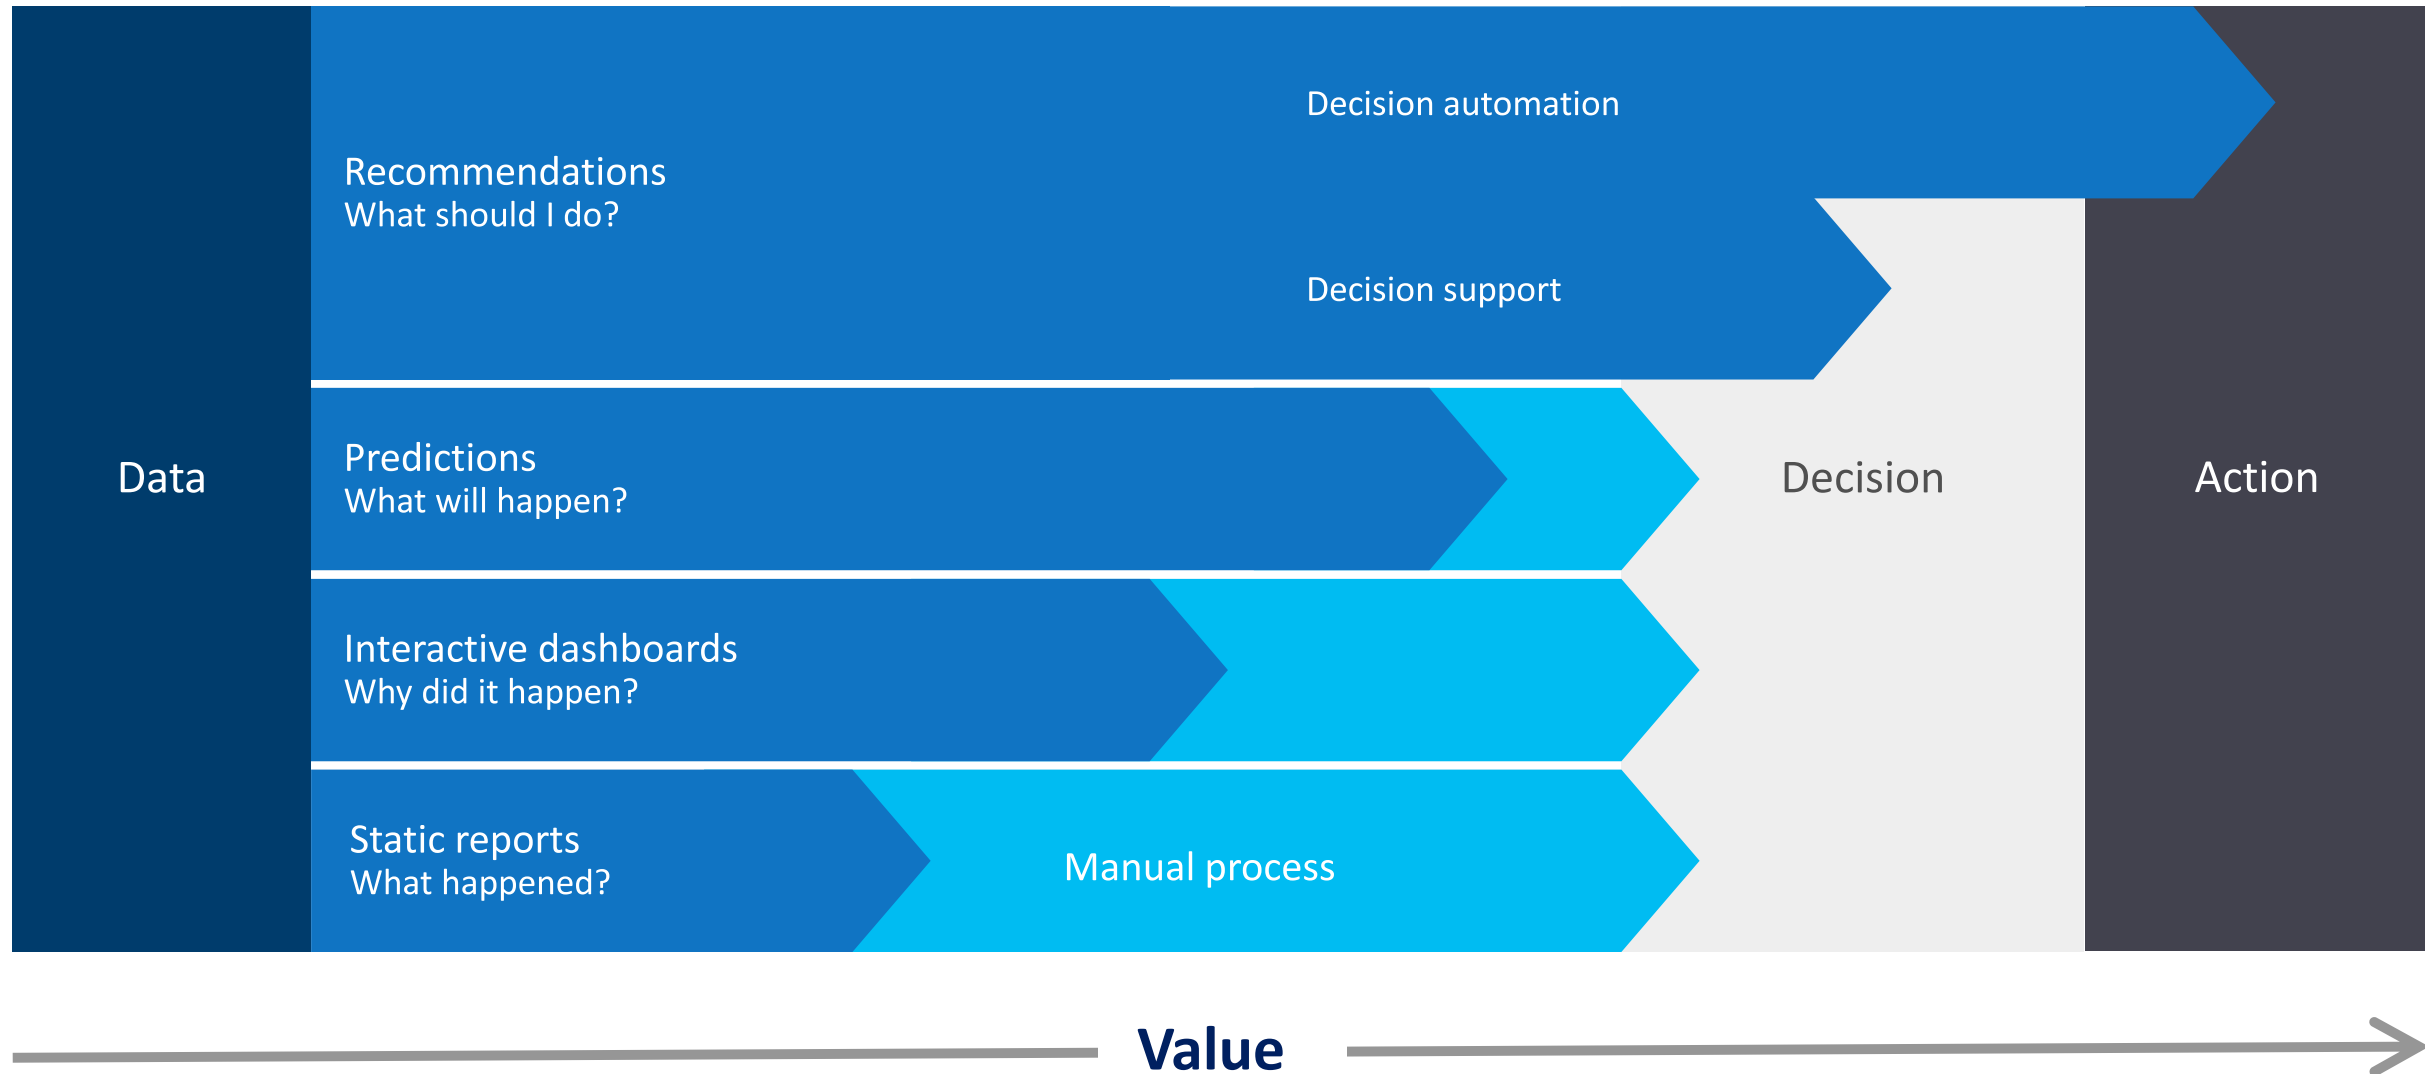 Data
Recommendations
What should I do?
Decision automation
Decision support
Predictions
What will happen?
Interactive dashboards
Why did it happen?
Static reports
What happened?
Manual process
Decision
Action
Value